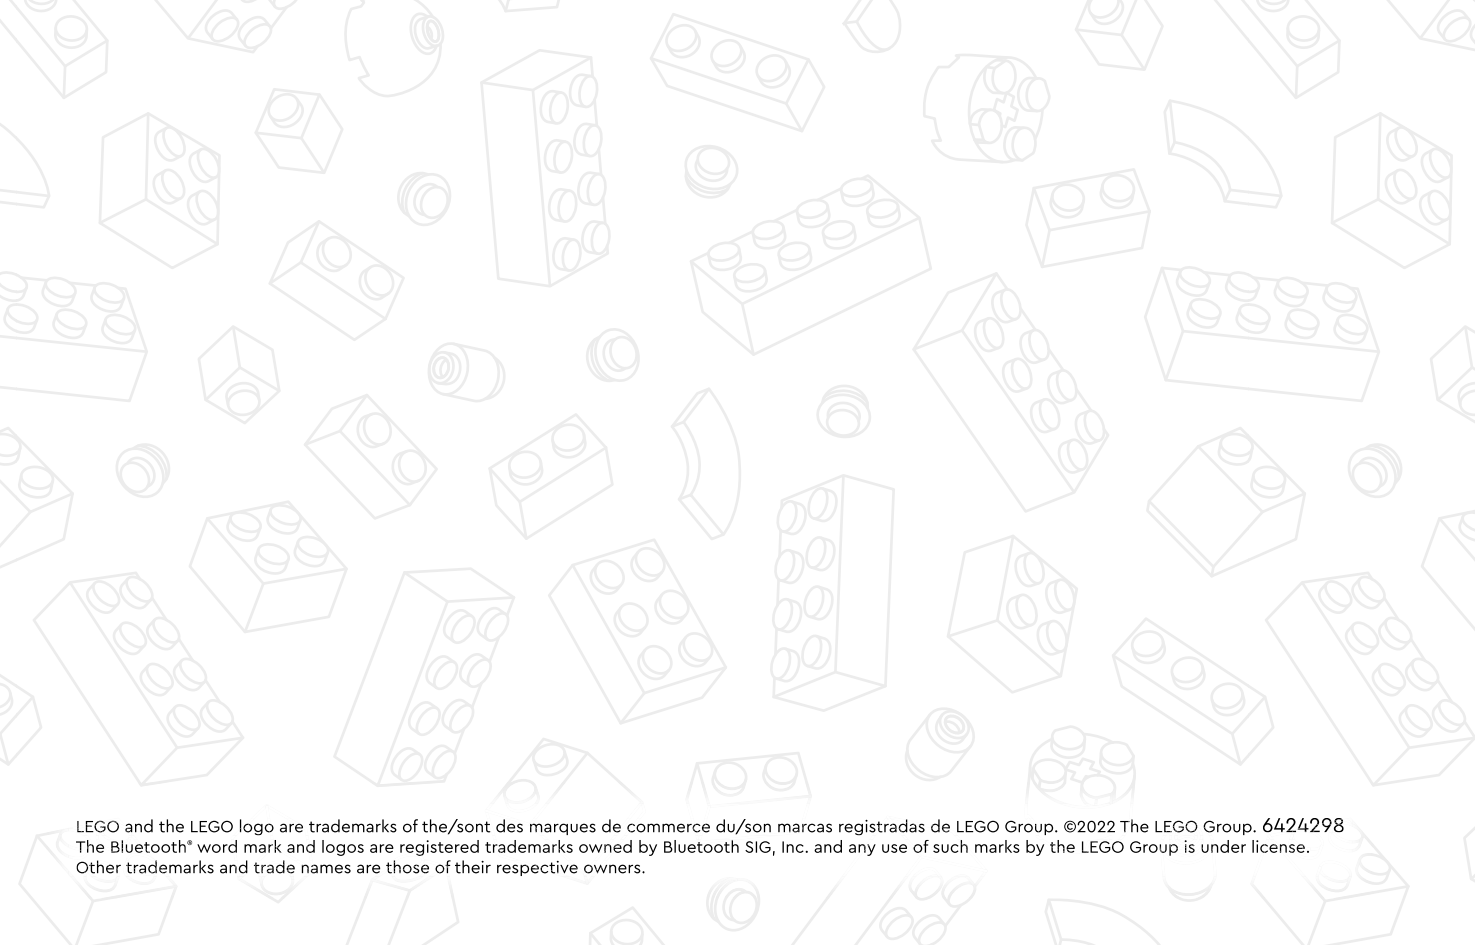 LEGO and the LEGO logo are trademarks of the/sont des marques de commerce du/son marcas registradas de LEGO Group. ©2022 The LEGO Group. 6424298
The Bluetooth® word mark and logos are registered trademarks owned by Bluetooth SIG, Inc. and any use of such marks by the LEGO Group is under license.
Other trademarks and trade names are those of their respective owners.